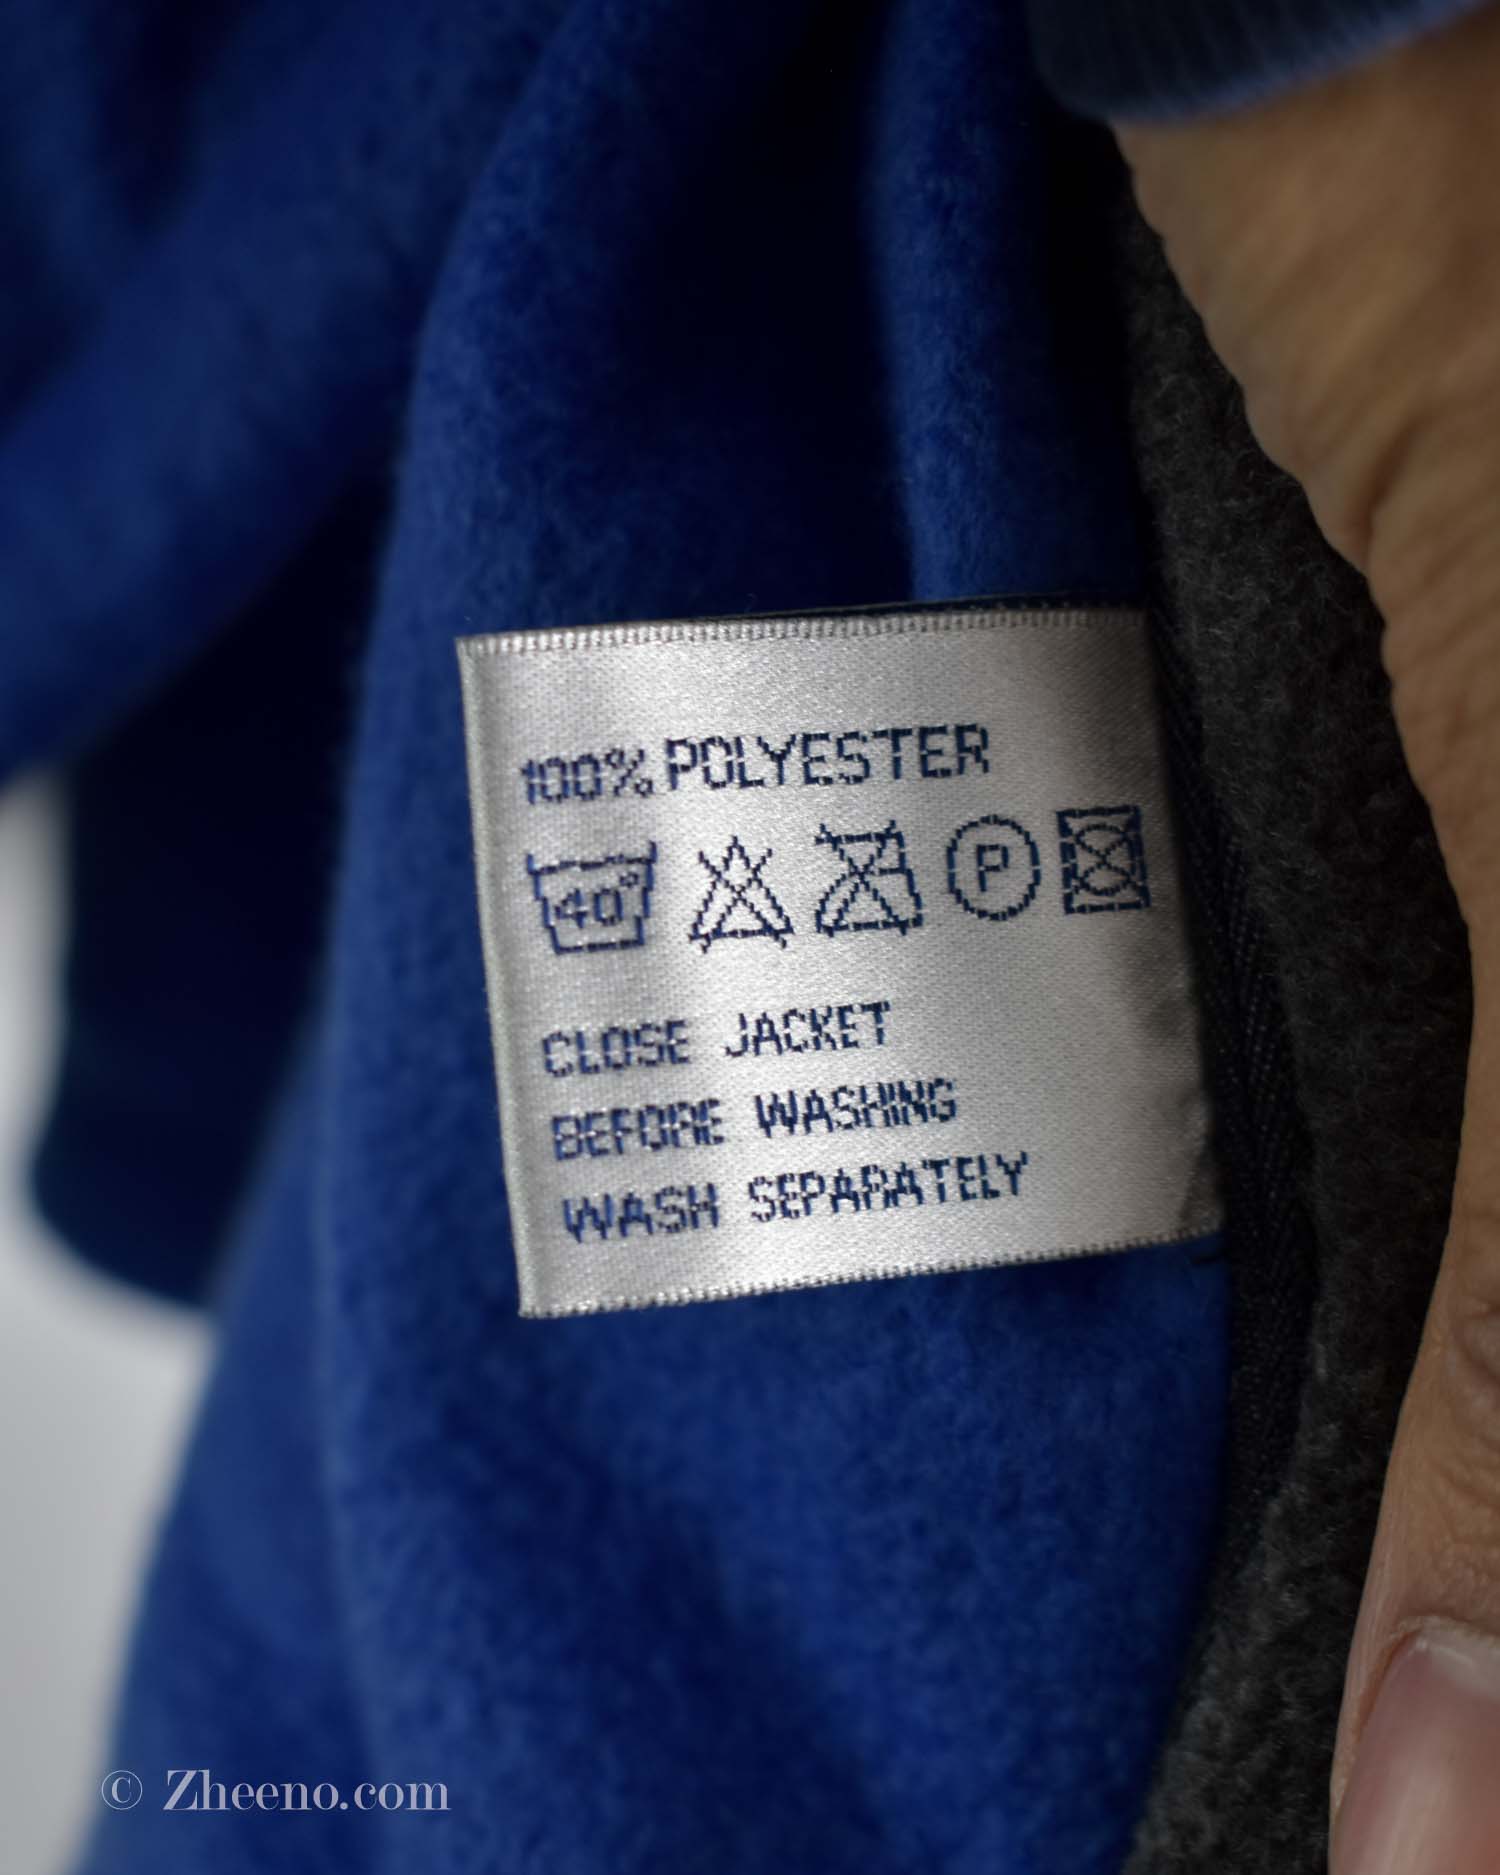 100% POLYESTER
40°
P
CLOSE JACKET
BEFORE WASHING
WASH SEPARATELY
© Zheeno.com